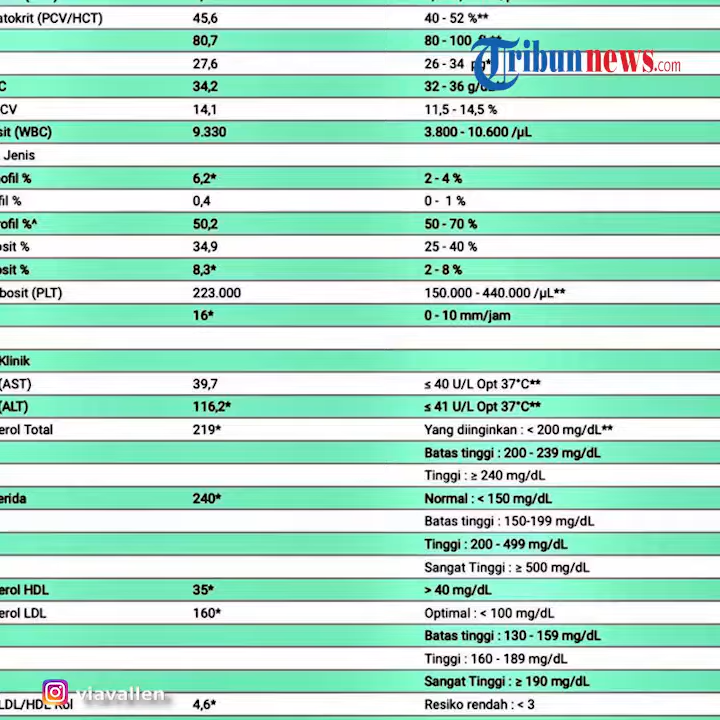 atokrit (PCV/HCT) 45,6 40 - 52 %**
80,7 80 - 100
27,6 26 - 34 pg*
C 34,2 32 - 36 g/
CV 14,1 11,5 - 14,5 %
sit (WBC) 9.330 3.800 - 10.600 /µL
Jenis
ofil % 6,2* 2 - 4 %
fil % 0,4 0 - 1 %
rofil %^ 50,2 50 - 70 %
osit % 34,9 25 - 40 %
osit % 8,3* 2 - 8 %
bosit (PLT) 223.000 150.000 - 440.000 /µL**
16* 0 - 10 mm/jam
Klinik
(AST) 39,7 ≤ 40 U/L Opt 37°C**
(ALT) 116,2* ≤ 41 U/L Opt 37°C**
erol Total 219* Yang diinginkan : < 200 mg/dL**
Batas tinggi : 200 - 239 mg/dL
Tinggi : ≥ 240 mg/dL
erida 240* Normal : < 150 mg/dL
Batas tinggi : 150-199 mg/dL
Tinggi : 200 - 499 mg/dL
Sangat Tinggi : ≥ 500 mg/dL
erol HDL 35* > 40 mg/dL
erol LDL 160* Optimal : < 100 mg/dL
Batas tinggi : 130 - 159 mg/dL
Tinggi : 160 - 189 mg/dL
Sangat Tinggi : ≥ 190 mg/dL
LDL/HDL Kol 4,6* Resiko rendah : < 3
Tribunnews.com
viavallen